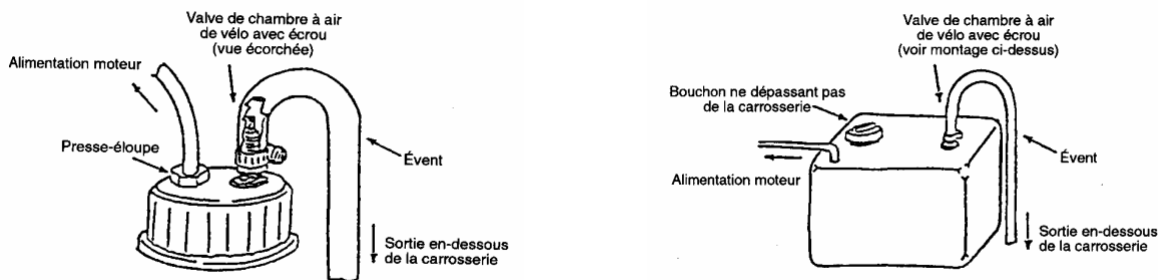 Valve de chambre à air
de vélo avec écrou
(vue écorchée)
Alimentation moteur
Presse-éloupe
Évent
Sortie en-dessous
de la carrosserie
Valve de chambre à air
de vélo avec écrou
(voir montage ci-dessus)
Bouchon ne dépassant pas
de la carrosserie
Alimentation moteur
Évent
Sortie en-dessous
de la carrosserie